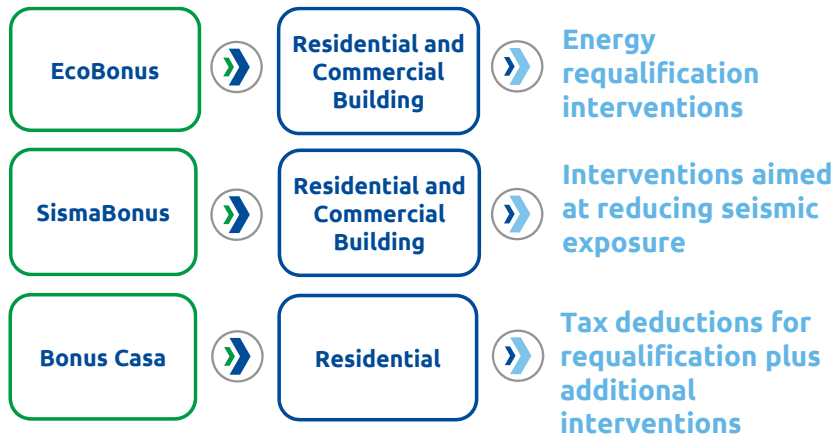 EcoBonus
Residential and
Commercial
Building
Energy
requalification
interventions
SismaBonus
Residential and
Commercial
Building
Interventions aimed
at reducing seismic
exposure
Bonus Casa
Residential
Tax deductions for
requalification plus
additional
interventions